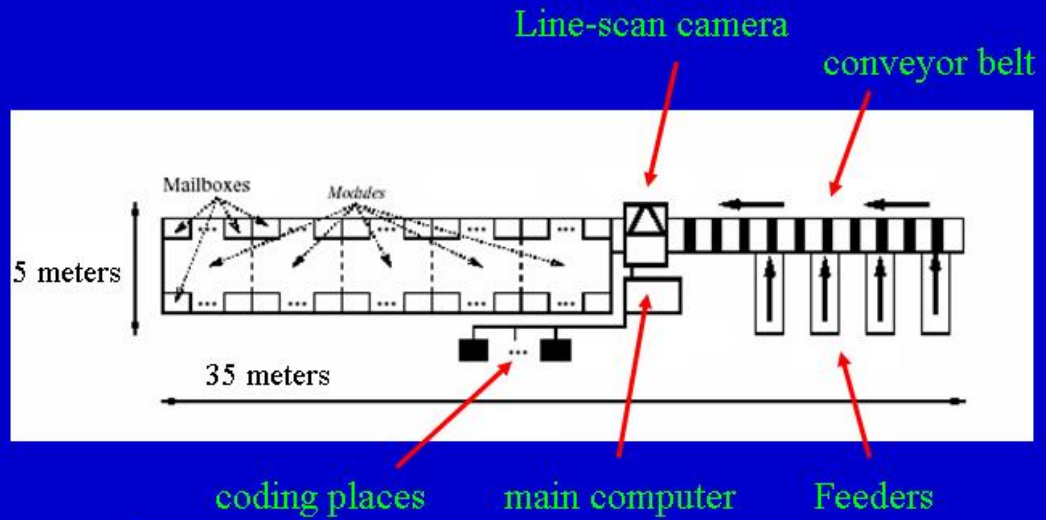 Line-scan camera
conveyor belt
Mailboxes
Modules
...
...
...
...
...
5 meters
...
...
...
...
...
...
35 meters
coding places
main computer
Feeders